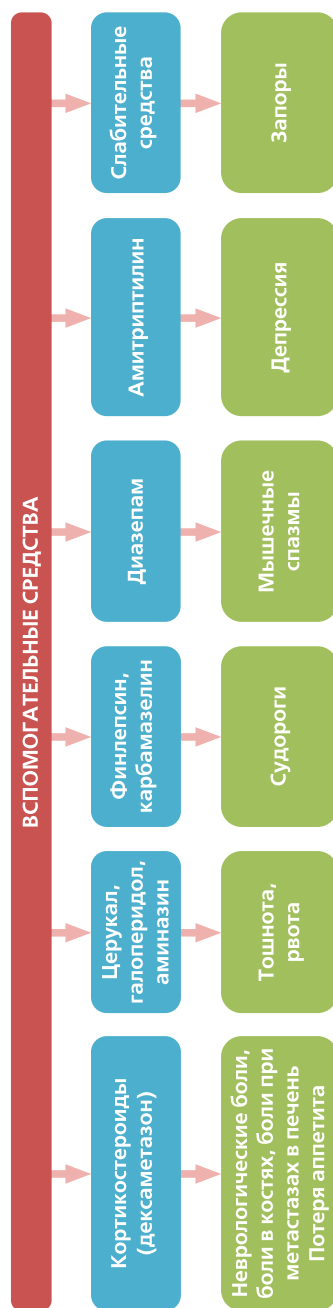 ВСПОМОГАТЕЛЬНЫЕ СРЕДСТВА
Кортикостероиды
(дексаметазон)
Церукал,
галоперидол,
аминазин
Финлепсин,
карбамазелин
Диазепам
Амитриптилин
Слабительные
средства
Неврологические боли,
боли в костях, боли при
метастазах в печень
Потеря аппетита
Тошнота,
рвота
Судороги
Мышечные
спазмы
Депрессия
Запоры